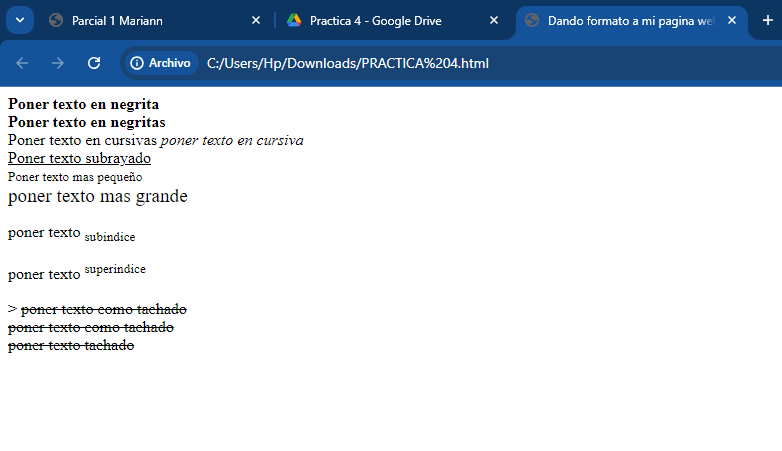 Parcial 1 Mariann
Practica 4 - Google Drive
Dando formato a mi pagina we
Archivo
C:/Users/Hp/Downloads/PRACTICA%204.html
Poner texto en negrita
Poner texto en negritas
Poner texto en cursivas poner texto en cursiva
Poner texto subrayado
Poner texto mas pequeño
poner texto mas grande
poner texto subindice
poner texto superindice
> poner texto como tachado
poner texto como tachado
poner texto tachado